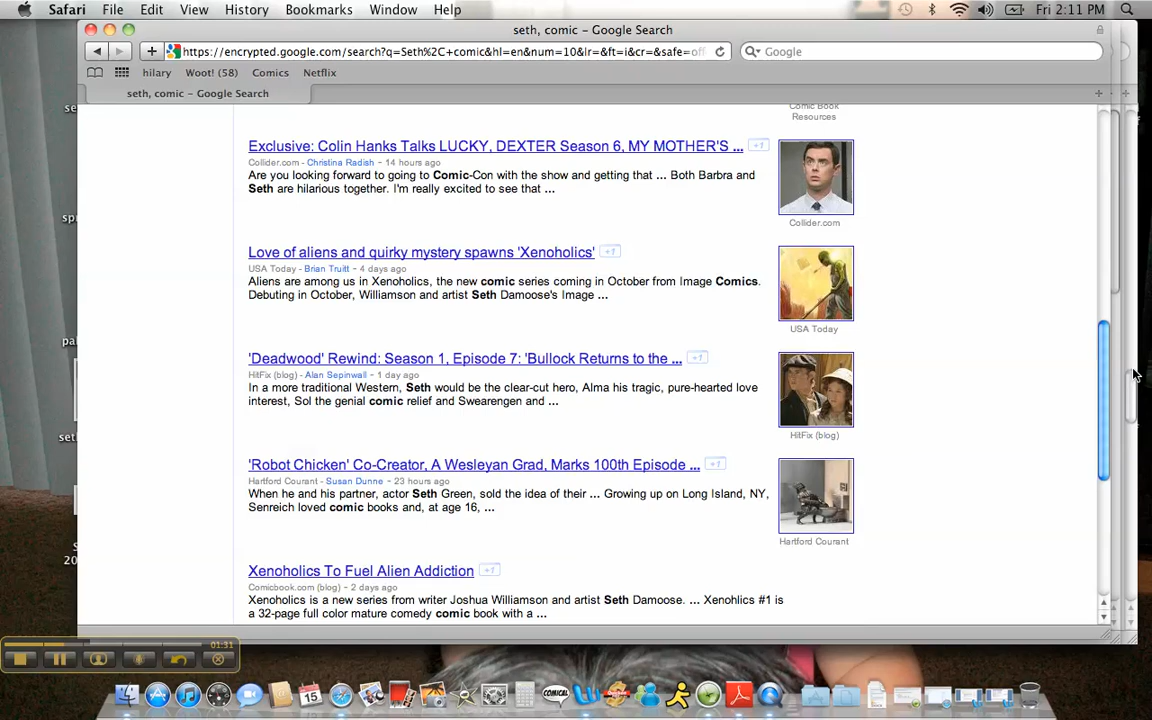 Safari File Edit View History Bookmarks Window Help Fri 2:11 PM
seth, comic – Google Search
https://encrypted.google.com/search?q=Seth%2C+comic&hl=en&num=10&lr=&ft=i&cr=&safe=off
Google
hilary Woot! (58) Comics Netflix
seth, comic – Google Search
Comic Book
Resources
Exclusive: Colin Hanks Talks LUCKY, DEXTER Season 6, MY MOTHER'S ... +1
Collider.com - Christina Radish - 14 hours ago
Are you looking forward to going to Comic-Con with the show and getting that ... Both Barbra and
Seth are hilarious together. I'm really excited to see that ...
Collider.com
Love of aliens and quirky mystery spawns 'Xenoholics' +1
USA Today - Brian Truitt - 4 days ago
Aliens are among us in Xenoholics, the new comic series coming in October from Image Comics.
Debuting in October, Williamson and artist Seth Damoose's Image ...
USA Today
'Deadwood' Rewind: Season 1, Episode 7: 'Bullock Returns to the ... +1
HitFix (blog) - Alan Sepinwall - 1 day ago
In a more traditional Western, Seth would be the clear-cut hero, Alma his tragic, pure-hearted love
interest, Sol the genial comic relief and Swearengen and ...
HitFix (blog)
'Robot Chicken' Co-Creator, A Wesleyan Grad, Marks 100th Episode ... +1
Hartford Courant - Susan Dunne - 23 hours ago
When he and his partner, actor Seth Green, sold the idea of their ... Growing up on Long Island, NY,
Senreich loved comic books and, at age 16, ...
Hartford Courant
Xenoholics To Fuel Alien Addiction +1
Comicbook.com (blog) - 2 days ago
Xenoholics is a new series from writer Joshua Williamson and artist Seth Damoose. ... Xenohlics #1 is
a 32-page full color mature comedy comic book with a ...
01:31
15
COMICAL